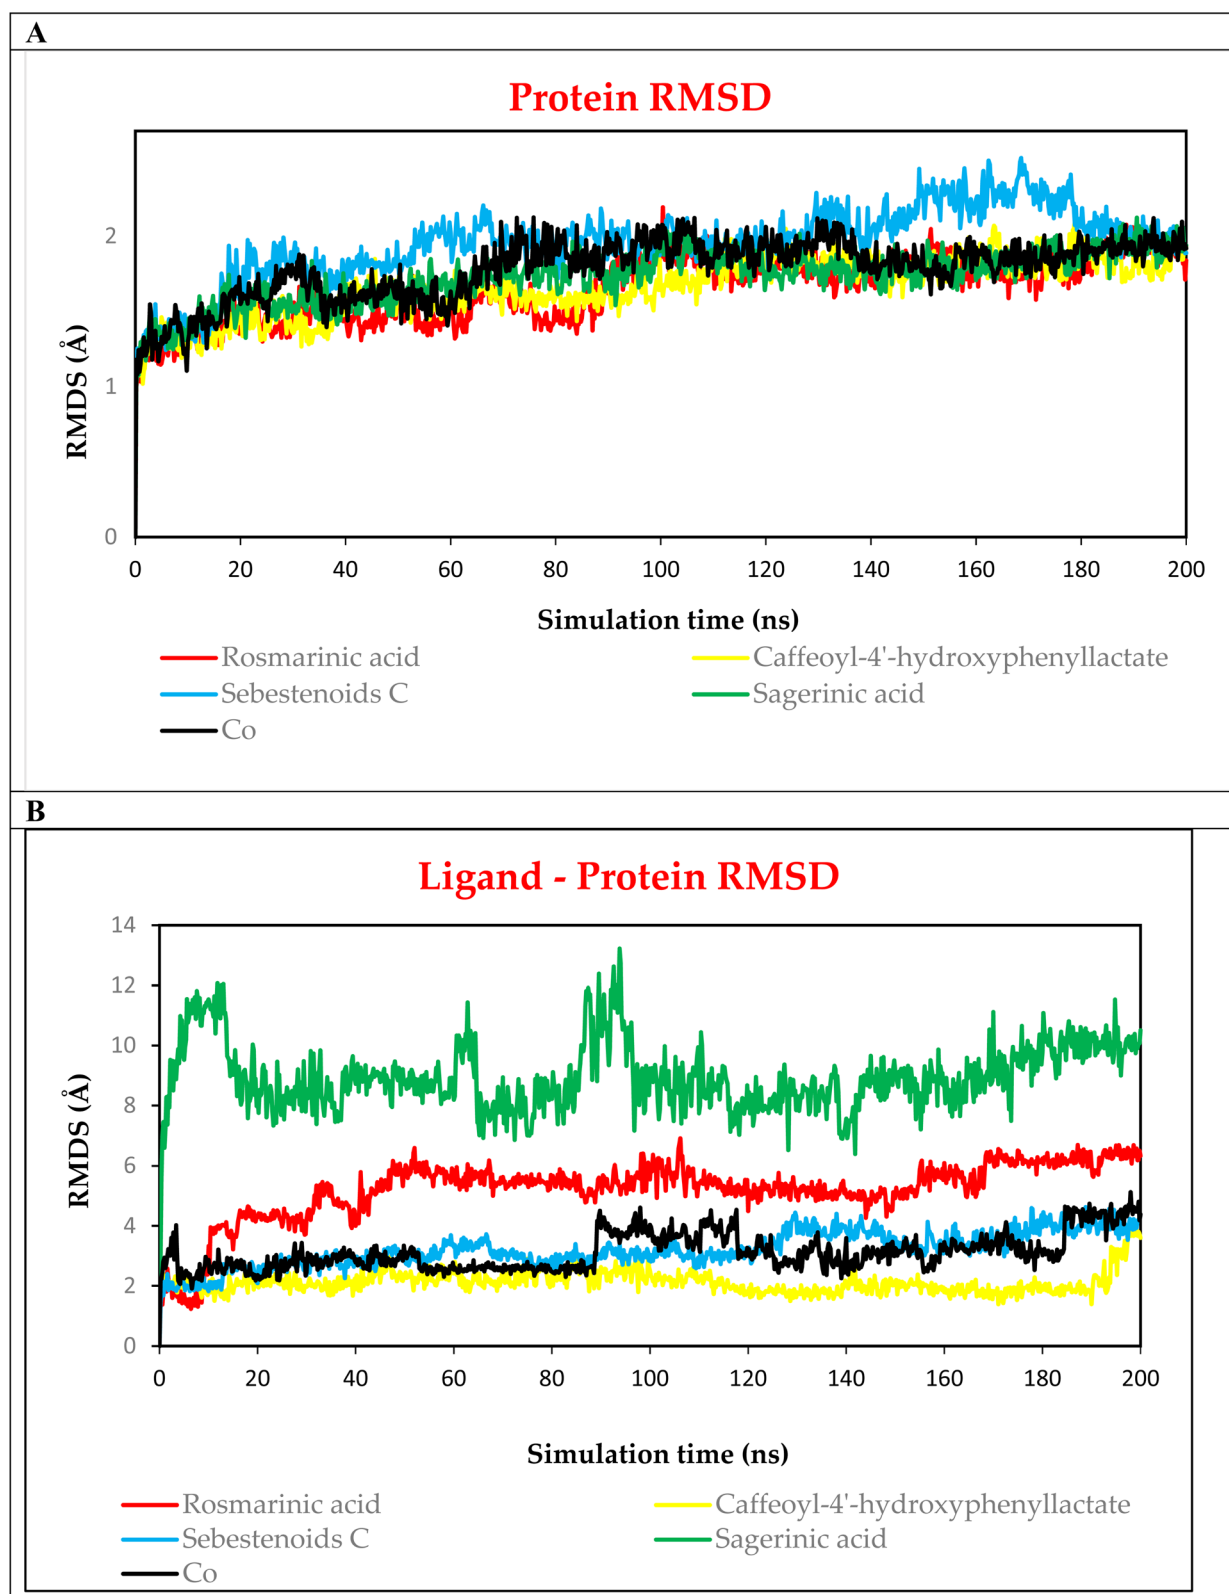 A
Protein RMSD
2
1
0
RMDS (Å)
0 20 40 60 80 100 120 140 160 180 200
Simulation time (ns)
Rosmarinic acid Caffeoyl-4'-hydroxyphenyllactate
Sebestenoids C Sagerinic acid
Co
B
Ligand - Protein RMSD
14
12
10
8
6
4
2
0
RMDS (Å)
0 20 40 60 80 100 120 140 160 180 200
Simulation time (ns)
Rosmarinic acid Caffeoyl-4'-hydroxyphenyllactate
Sebestenoids C Sagerinic acid
Co